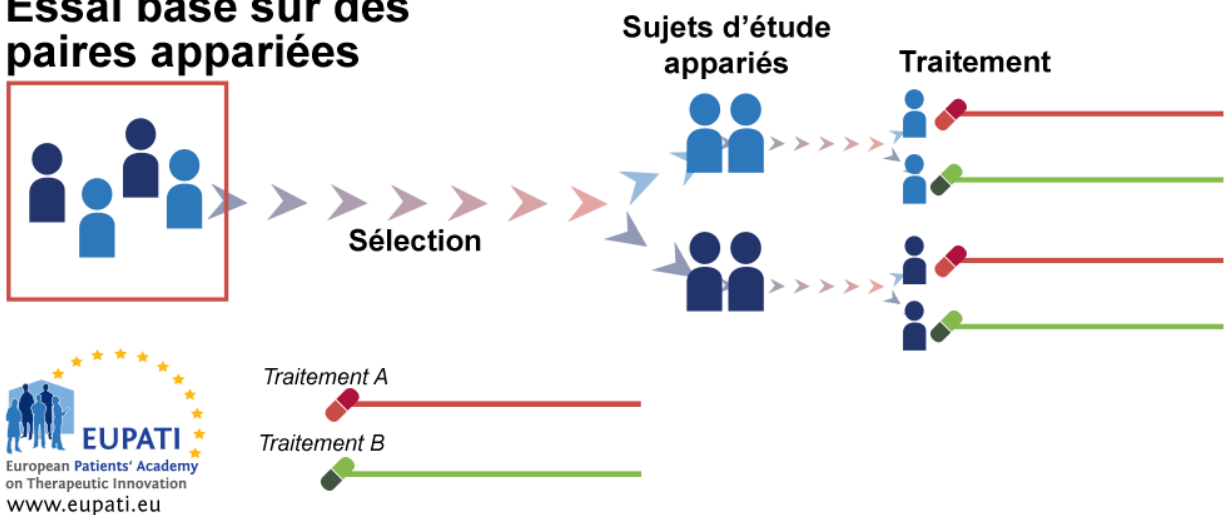 Essai basé sur des
paires appariées
Sujets d’étude
appariés
Traitement
Sélection
Traitement A
Traitement B
EUPATI
European Patients' Academy
on Therapeutic Innovation
www.eupati.eu